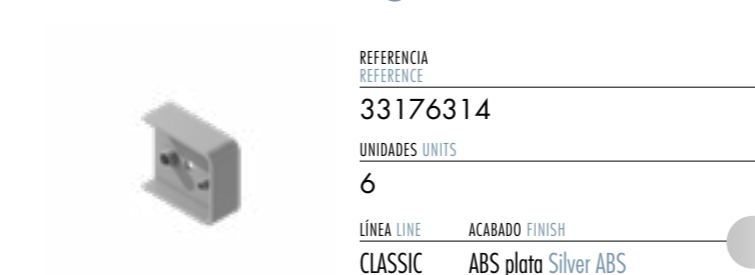 REFERENCIA
REFERENCE
33176314
UNIDADES UNITS
6
LÍNEA LINE ACABADO FINISH
CLASSIC ABS plata Silver ABS